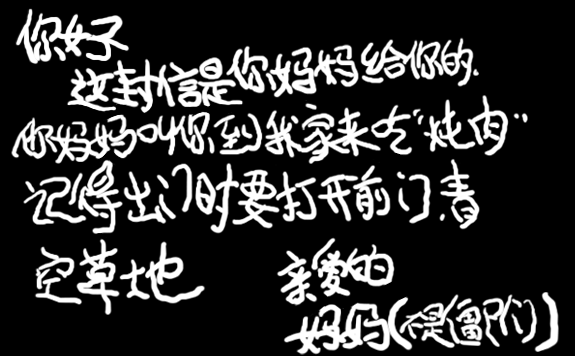 你好
这封信是你妈妈给你的.
你妈妈叫你到我家来吃“炖肉”
记得出门时要打开前门.青
空草地
亲爱的
妈妈(不是僵尸们)